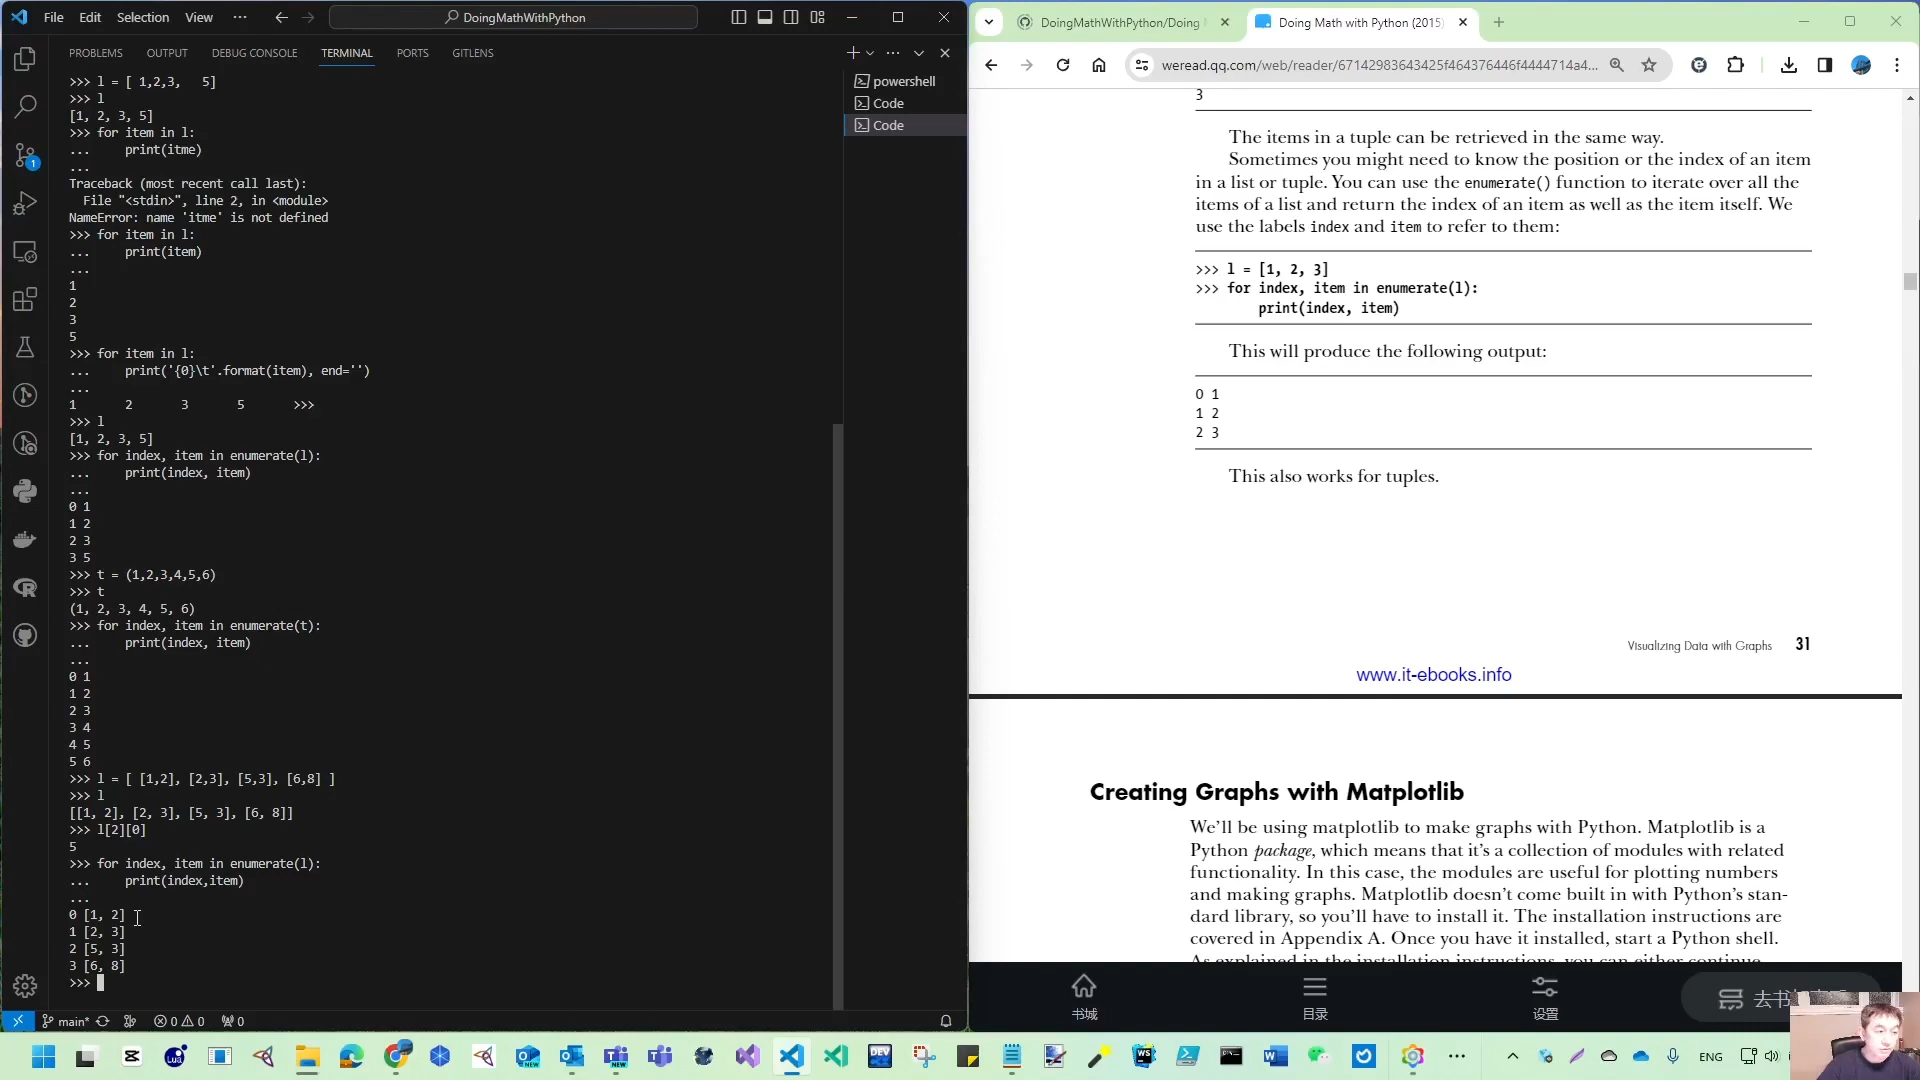 File Edit Selection View ··· DoingMathWithPython
PROBLEMS OUTPUT DEBUG CONSOLE TERMINAL PORTS GITLENS
>>> l = [ 1,2,3,   5]
>>> l
[1, 2, 3, 5]
>>> for item in l:
...     print(itme)
...
Traceback (most recent call last):
  File "<stdin>", line 2, in <module>
NameError: name 'itme' is not defined
>>> for item in l:
...     print(item)
...
1
2
3
5
>>> for item in l:
...     print('{0}\t'.format(item), end='')
...
1       2       3       5       >>>
>>> l
[1, 2, 3, 5]
>>> for index, item in enumerate(l):
...     print(index, item)
...
0 1
1 2
2 3
3 5
>>> t = (1,2,3,4,5,6)
>>> t
(1, 2, 3, 4, 5, 6)
>>> for index, item in enumerate(t):
...     print(index, item)
...
0 1
1 2
2 3
3 4
4 5
5 6
>>> l = [ [1,2], [2,3], [5,3], [6,8] ]
>>> l
[[1, 2], [2, 3], [5, 3], [6, 8]]
>>> l[2][0]
5
>>> for index, item in enumerate(l):
...     print(index,item)
...
0 [1, 2]
1 [2, 3]
2 [5, 3]
3 [6, 8]
>>>
powershell
Code
Code
1
main* 0 0 0
DoingMathWithPython/Doing
Doing Math with Python (2015)
weread.qq.com/web/reader/67142983643425f464376446f4444714a4...
3
The items in a tuple can be retrieved in the same way.
Sometimes you might need to know the position or the index of an item
in a list or tuple. You can use the enumerate() function to iterate over all the
items of a list and return the index of an item as well as the item itself. We
use the labels index and item to refer to them:
>>> l = [1, 2, 3]
>>> for index, item in enumerate(l):
        print(index, item)
This will produce the following output:
0 1
1 2
2 3
This also works for tuples.
Visualizing Data with Graphs 31
www.it-ebooks.info
Creating Graphs with Matplotlib
We'll be using matplotlib to make graphs with Python. Matplotlib is a
Python package, which means that it's a collection of modules with related
functionality. In this case, the modules are useful for plotting numbers
and making graphs. Matplotlib doesn't come built in with Python's stan-
dard library, so you'll have to install it. The installation instructions are
covered in Appendix A. Once you have it installed, start a Python shell.
As explained in the installation instructions, you can either continue
书城 目录 设置 去书
ENG